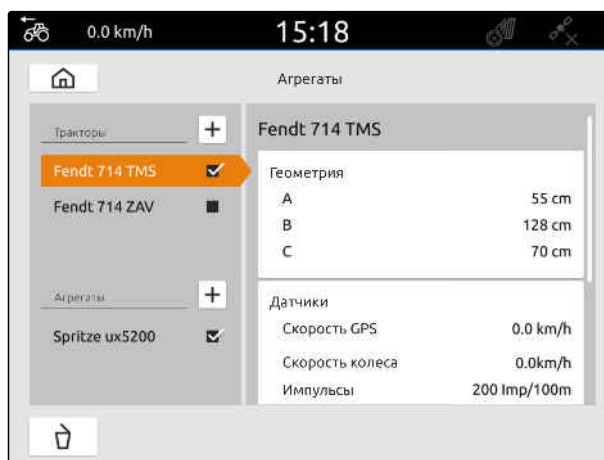 0.0 km/h
15:18
Агрегаты
Тракторы
+
Fendt 714 TMS
Fendt 714 ZAV
Агрегаты
+
Spritze ux5200
Fendt 714 TMS
Геометрия
A 55 cm
B 128 cm
C 70 cm
Датчики
Скорость GPS 0.0 km/h
Скорость колеса 0.0km/h
Импульсы 200 Imp/100m